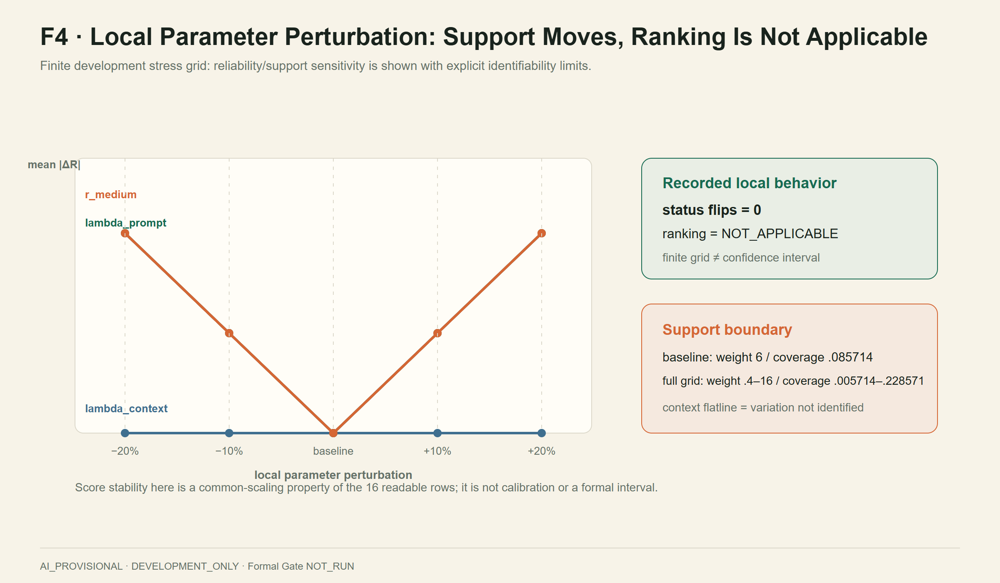 F4 · Local Parameter Perturbation: Support Moves, Ranking Is Not Applicable
Finite development stress grid: reliability/support sensitivity is shown with explicit identifiability limits.
mean |ΔR|
r_medium
lambda_prompt
lambda_context
−20%
−10%
baseline
+10%
+20%
local parameter perturbation
Score stability here is a common-scaling property of the 16 readable rows; it is not calibration or a formal interval.
Recorded local behavior
status flips = 0
ranking = NOT_APPLICABLE
finite grid ≠ confidence interval
Support boundary
baseline: weight 6 / coverage .085714
full grid: weight .4–16 / coverage .005714–.228571
context flatline = variation not identified
AI_PROVISIONAL · DEVELOPMENT_ONLY · Formal Gate NOT_RUN